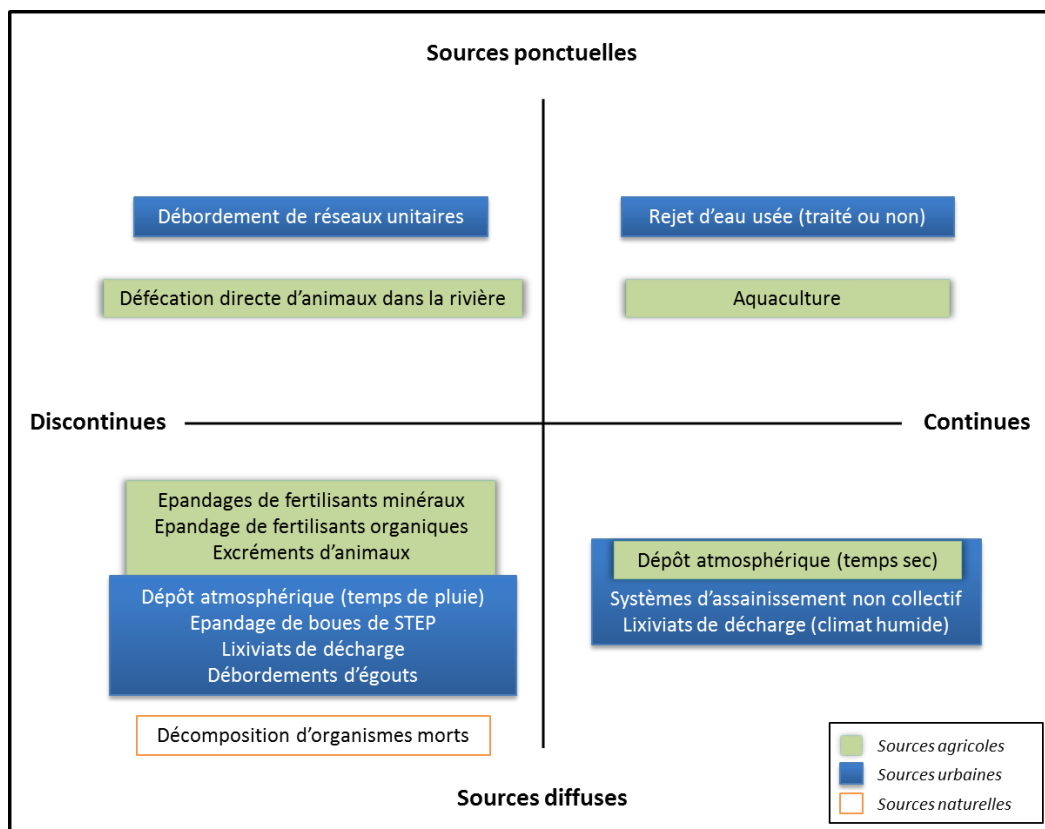 Sources ponctuelles
Débordement de réseaux unitaires
Rejet d'eau usée (traité ou non)
Défécation directe d'animaux dans la rivière
Aquaculture
Discontinues
Continues
Epandages de fertilisants minéraux
Epandage de fertilisants organiques
Excréments d'animaux
Dépôt atmosphérique (temps de pluie)
Epandage de boues de STEP
Lixiviats de décharge
Débordements d'égouts
Dépôt atmosphérique (temps sec)
Systèmes d'assainissement non collectif
Lixiviats de décharge (climat humide)
Décomposition d'organismes morts
Sources diffuses
Sources agricoles
Sources urbaines
Sources naturelles